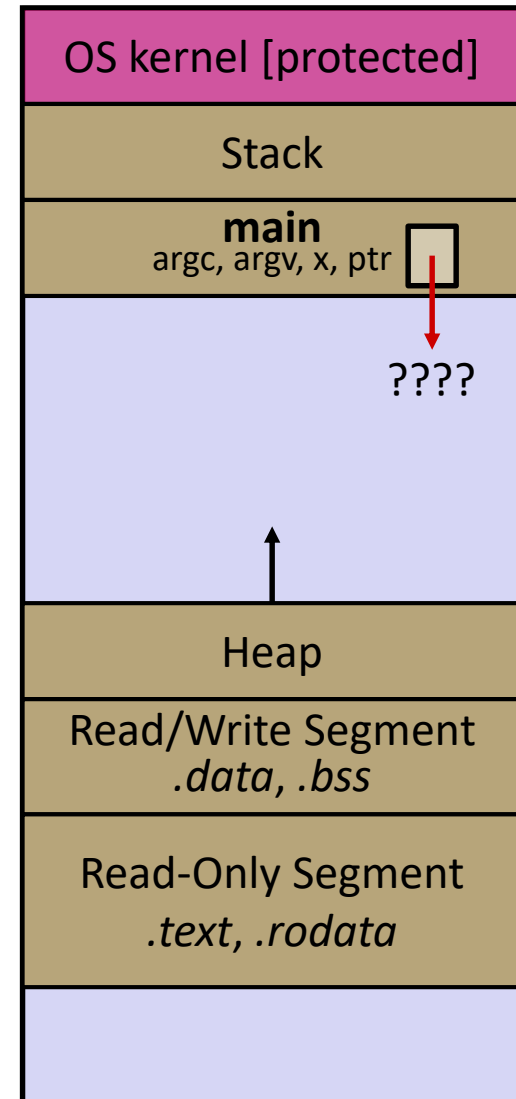 OS kernel [protected]
Stack
main
argc, argv, x, ptr
????
Heap
Read/Write Segment
.data, .bss
Read-Only Segment
.text, .rodata